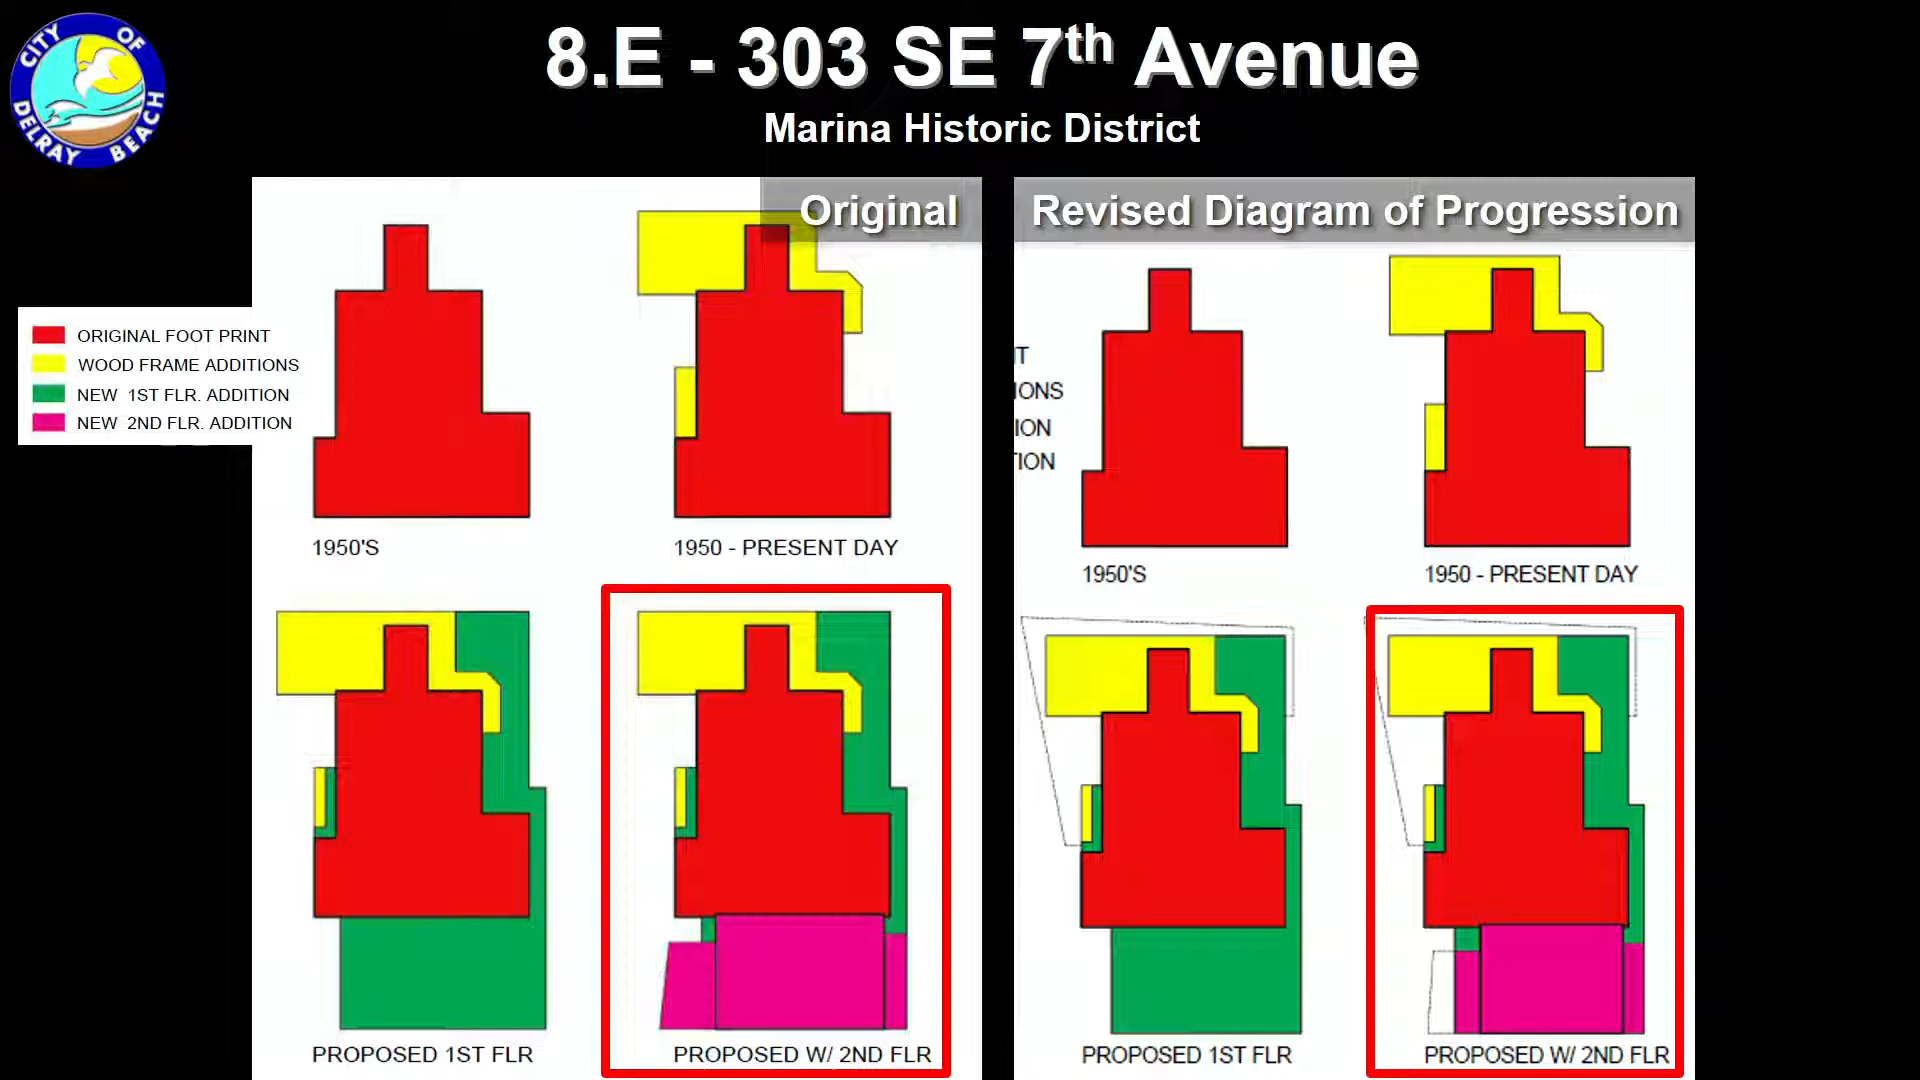 CITY OF
DELRAY BEACH
8.E - 303 SE 7th Avenue
Marina Historic District
Original
Revised Diagram of Progression
ORIGINAL FOOT PRINT
WOOD FRAME ADDITIONS
NEW 1ST FLR. ADDITION
NEW 2ND FLR. ADDITION
1950'S
1950 - PRESENT DAY
PROPOSED 1ST FLR
PROPOSED W/ 2ND FLR
IT
IONS
ION
TION
1950'S
1950 - PRESENT DAY
PROPOSED 1ST FLR
PROPOSED W/ 2ND FLR